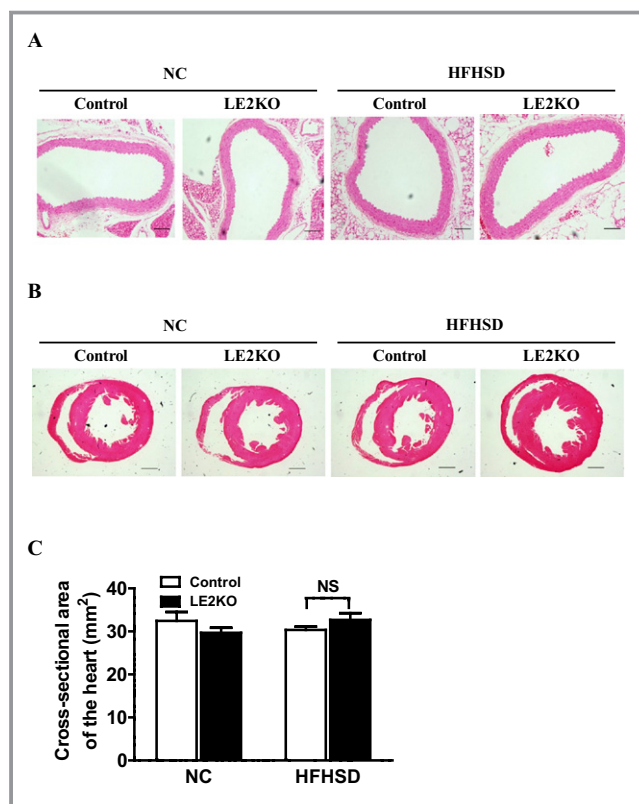 A
NC HFHSD
Control LE2KO Control LE2KO
B
NC HFHSD
Control LE2KO Control LE2KO
C
Cross-sectional area
of the heart (mm²)
40
30
20
10
0
Control
LE2KO
NS
NC HFHSD